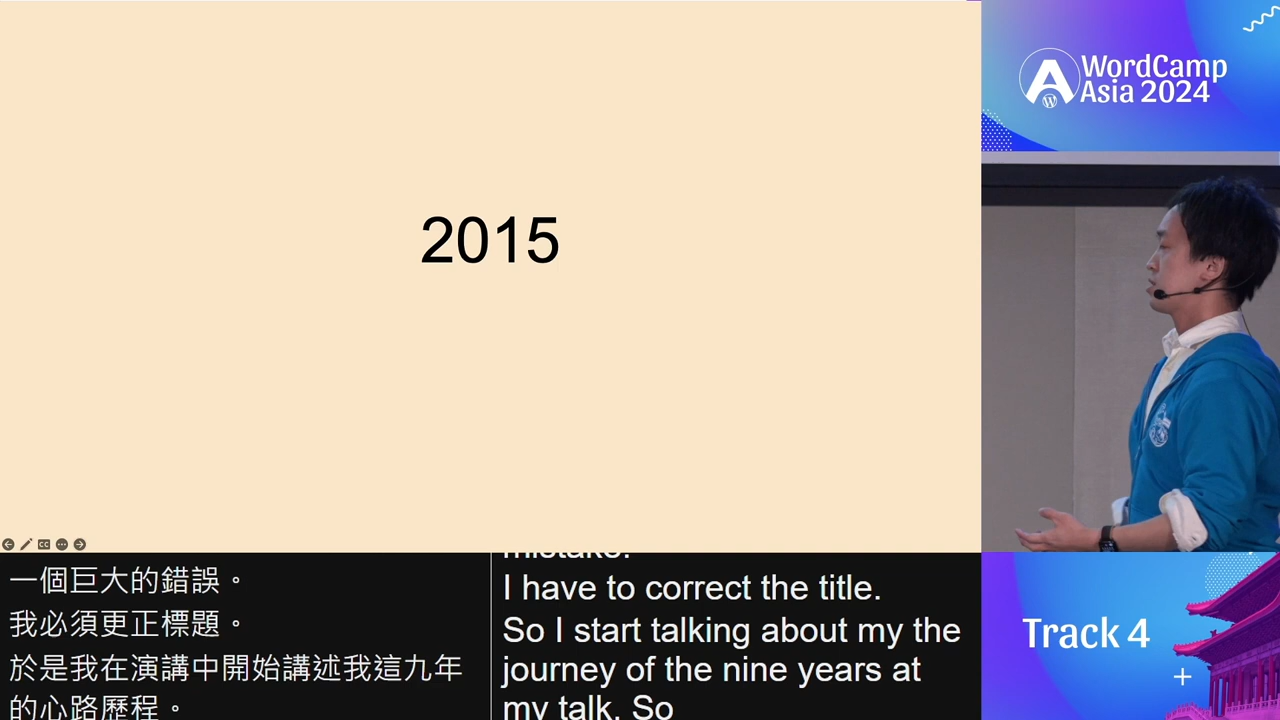 2015
WordCamp
Asia 2024
一個巨大的錯誤。
我必須更正標題。
於是我在演講中開始講述我這九年
的心路歷程。
mistake.
I have to correct the title.
So I start talking about my the
journey of the nine years at
my talk. So
Track 4